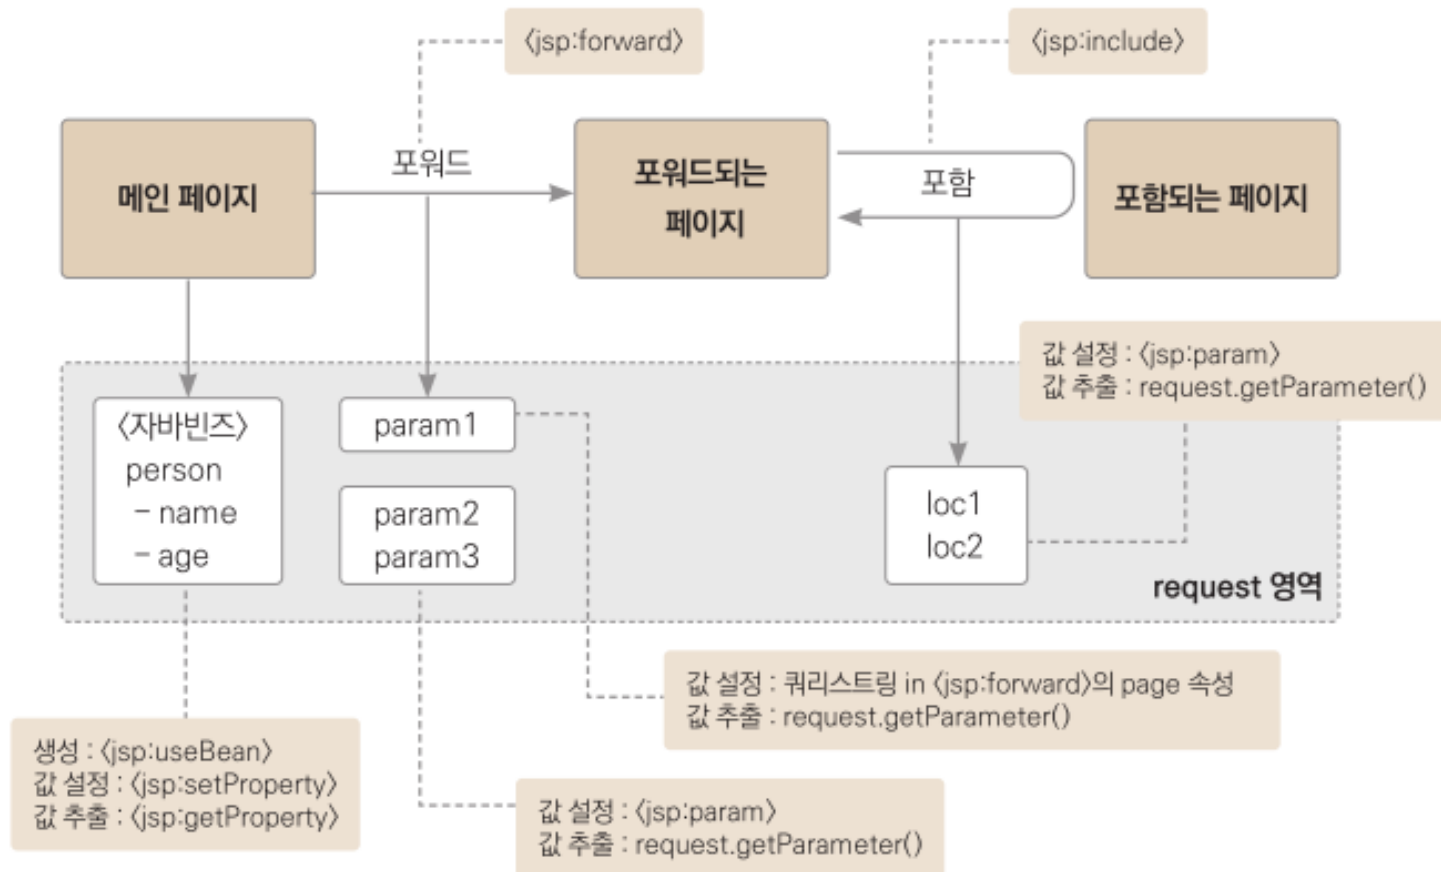 〈jsp:forward〉
〈jsp:include〉
메인 페이지
포워드
포워드되는
페이지
포함
포함되는 페이지
값 설정 : 〈jsp:param〉
값 추출 : request.getParameter()
〈자바빈즈〉
person
– name
– age
param1
param2
param3
loc1
loc2
request 영역
값 설정 : 쿼리스트링 in 〈jsp:forward〉의 page 속성
값 추출 : request.getParameter()
생성 : 〈jsp:useBean〉
값 설정 : 〈jsp:setProperty〉
값 추출 : 〈jsp:getProperty〉
값 설정 : 〈jsp:param〉
값 추출 : request.getParameter()